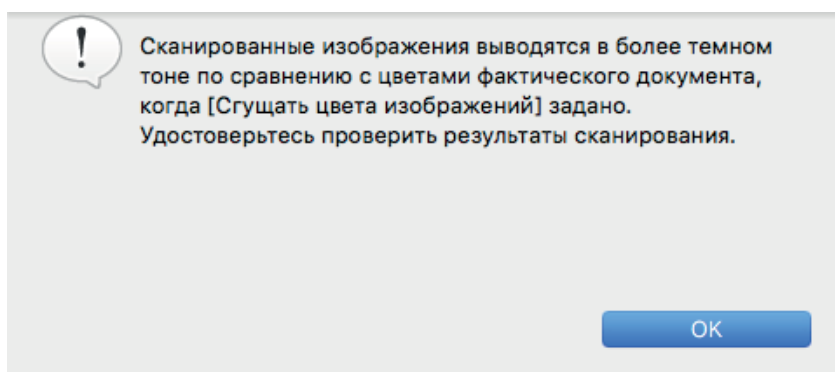 !
Сканированные изображения выводятся в более темном
тоне по сравнению с цветами фактического документа,
когда [Сгущать цвета изображений] задано.
Удостоверьтесь проверить результаты сканирования.
OK